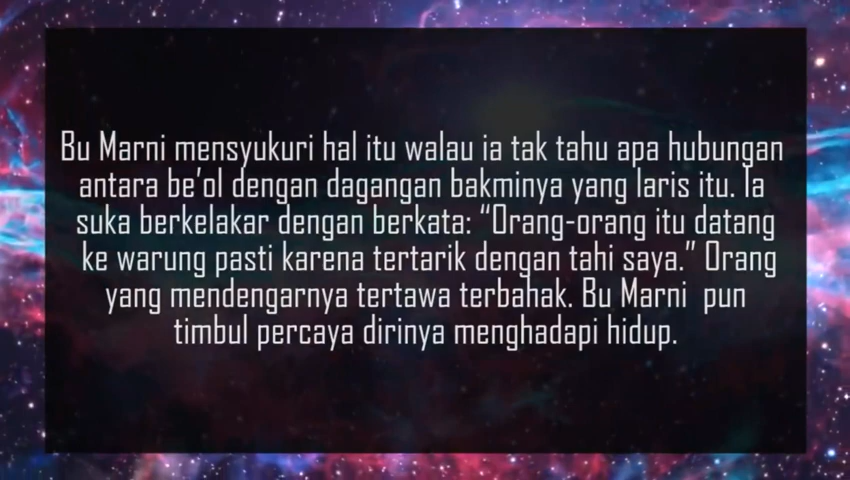 Bu Marni mensyukuri hal itu walau ia tak tahu apa hubungan
antara be’ol dengan dagangan bakminya yang laris itu. Ia
suka berkelakar dengan berkata: “Orang-orang itu datang
ke warung pasti karena tertarik dengan tahi saya.” Orang
yang mendengarnya tertawa terbahak. Bu Marni pun
timbul percaya dirinya menghadapi hidup.